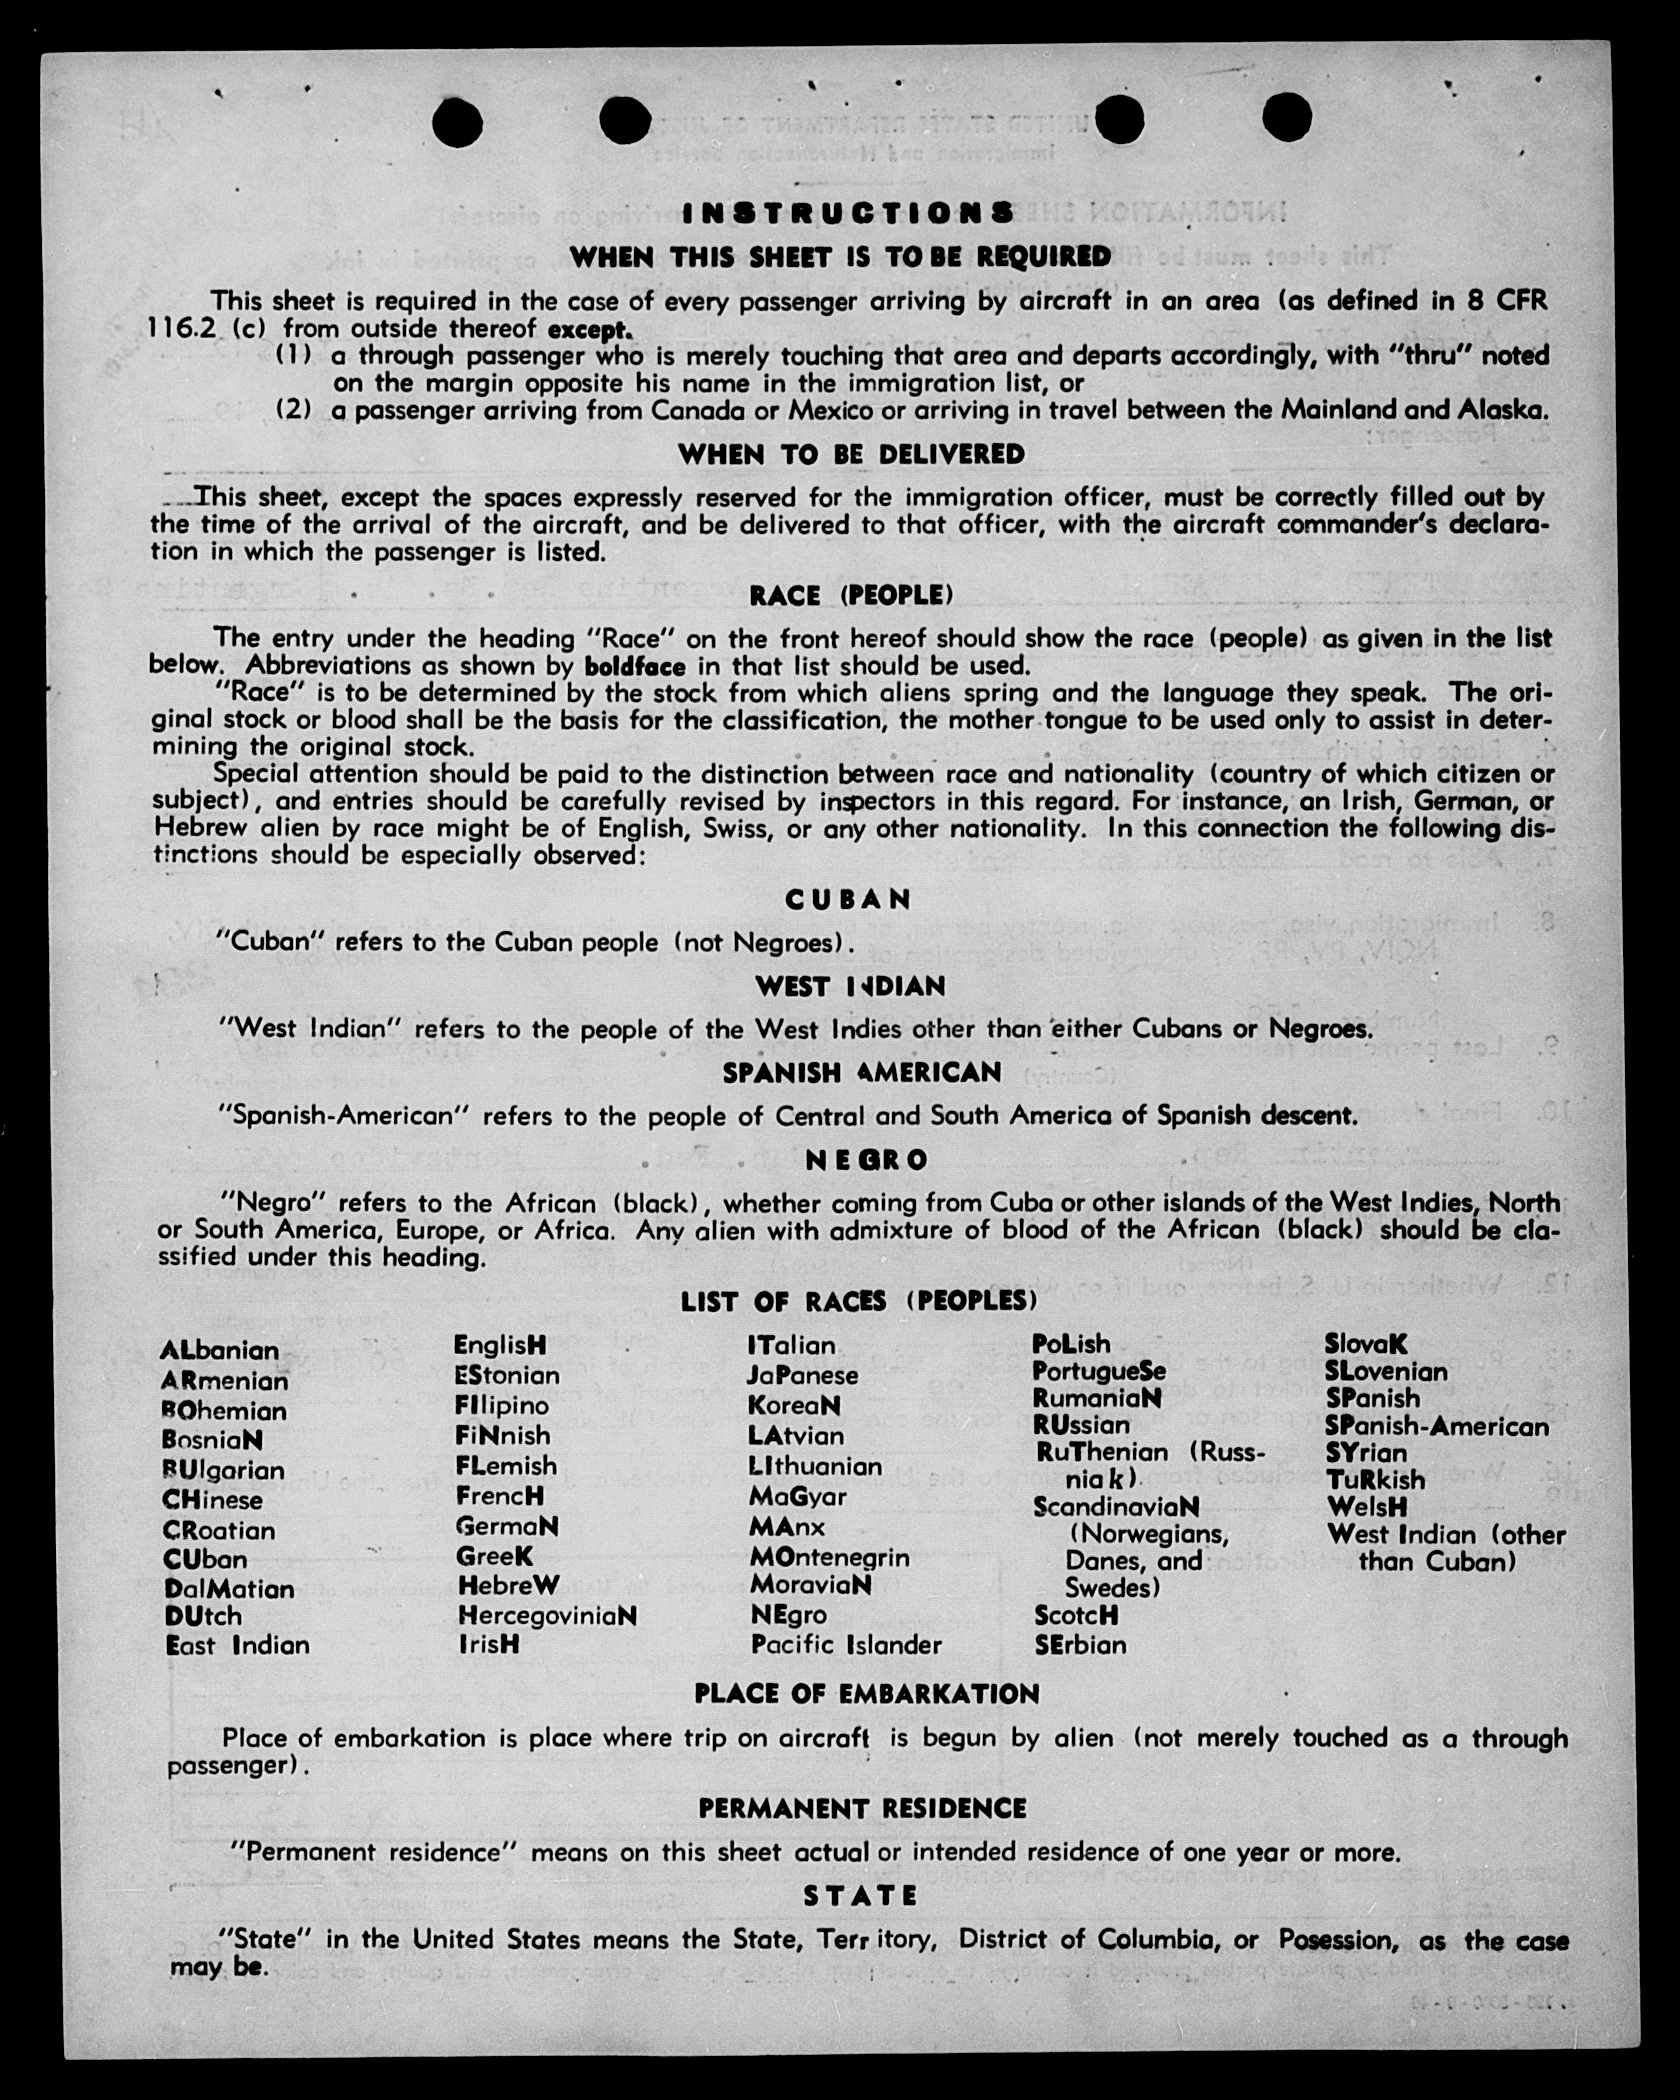 INSTRUCTIONS
WHEN THIS SHEET IS TO BE REQUIRED
This sheet is required in the case of every passenger arriving by aircraft in an area (as defined in 8 CFR
116.2 (c) from outside thereof except.
(1) a through passenger who is merely touching that area and departs accordingly, with "thru" noted
on the margin opposite his name in the immigration list, or
(2) a passenger arriving from Canada or Mexico or arriving in travel between the Mainland and Alaska.
WHEN TO BE DELIVERED
This sheet, except the spaces expressly reserved for the immigration officer, must be correctly filled out by
the time of the arrival of the aircraft, and be delivered to that officer, with the aircraft commander's declara-
tion in which the passenger is listed.
RACE (PEOPLE)
The entry under the heading "Race" on the front hereof should show the race (people) as given in the list
below. Abbreviations as shown by boldface in that list should be used.
"Race" is to be determined by the stock from which aliens spring and the language they speak. The ori-
ginal stock or blood shall be the basis for the classification, the mother tongue to be used only to assist in deter-
mining the original stock.
Special attention should be paid to the distinction between race and nationality (country of which citizen or
subject), and entries should be carefully revised by inspectors in this regard. For instance, an Irish, German, or
Hebrew alien by race might be of English, Swiss, or any other nationality. In this connection the following dis-
tinctions should be especially observed:
CUBAN
"Cuban" refers to the Cuban people (not Negroes).
WEST INDIAN
"West Indian" refers to the people of the West Indies other than either Cubans or Negroes.
SPANISH AMERICAN
"Spanish-American" refers to the people of Central and South America of Spanish descent.
NEGRO
"Negro" refers to the African (black), whether coming from Cuba or other islands of the West Indies, North
or South America, Europe, or Africa. Any alien with admixture of blood of the African (black) should be cla-
ssified under this heading.
LIST OF RACES (PEOPLES)
ALbanian
ARmenian
BOhemian
BosniaN
BUlgarian
CHinese
CRoatian
CUban
DalMatian
DUtch
East Indian
EnglisH
EStonian
FIlipino
FiNnish
FLemish
FrencH
GermaN
GreeK
HebreW
HercegoviniaN
IrisH
ITalian
JaPanese
KoreaN
LAtvian
LIthuanian
MaGyar
MAnx
MOntenegrin
MoraviaN
NEgro
Pacific Islander
PoLish
PortugueSe
RumaniaN
RUssian
RuThenian (Russ-
niak).
ScandinaviaN
(Norwegians,
Danes, and
Swedes)
ScotcH
SErbian
SlovaK
SLovenian
SPanish
SPanish-American
SYrian
TuRkish
WelsH
West Indian (other
than Cuban)
PLACE OF EMBARKATION
Place of embarkation is place where trip on aircraft is begun by alien (not merely touched as a through
passenger).
PERMANENT RESIDENCE
"Permanent residence" means on this sheet actual or intended residence of one year or more.
STATE
"State" in the United States means the State, Territory, District of Columbia, or Posession, as the case
may be.